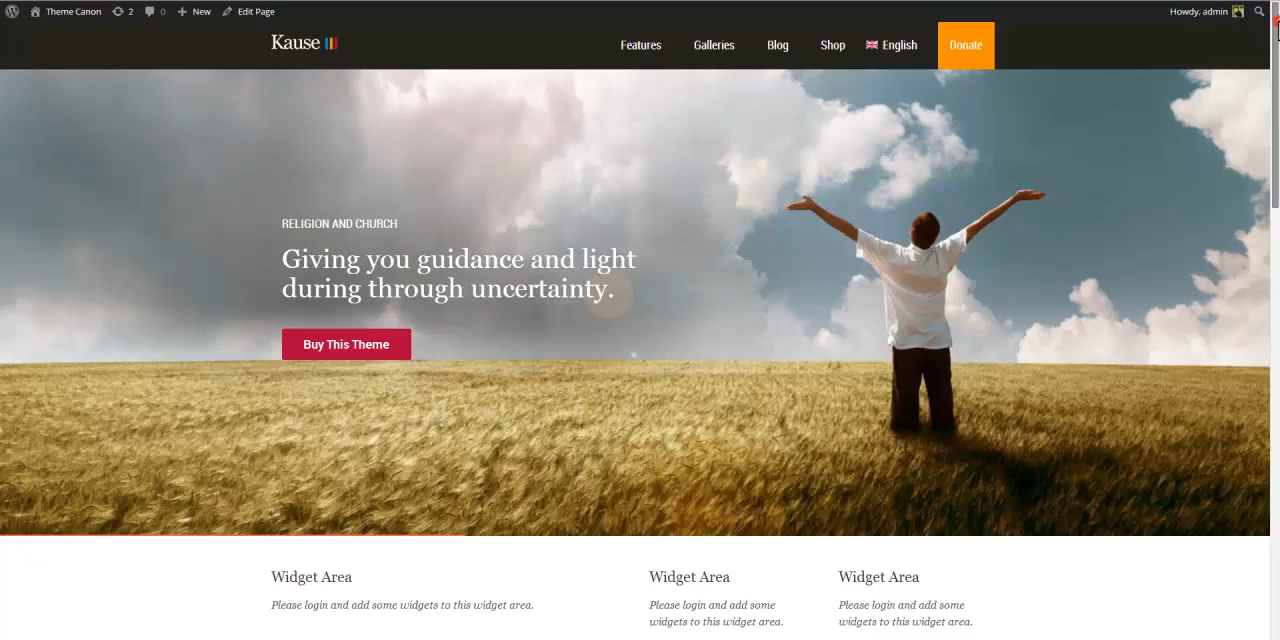 Theme Canon 2 0 New Edit Page Howdy, admin
Kause Features Galleries Blog Shop English Donate
RELIGION AND CHURCH
Giving you guidance and light
during through uncertainty.
Buy This Theme
Widget Area
Please login and add some widgets to this widget area.
Widget Area
Please login and add some
widgets to this widget area.
Widget Area
Please login and add some
widgets to this widget area.